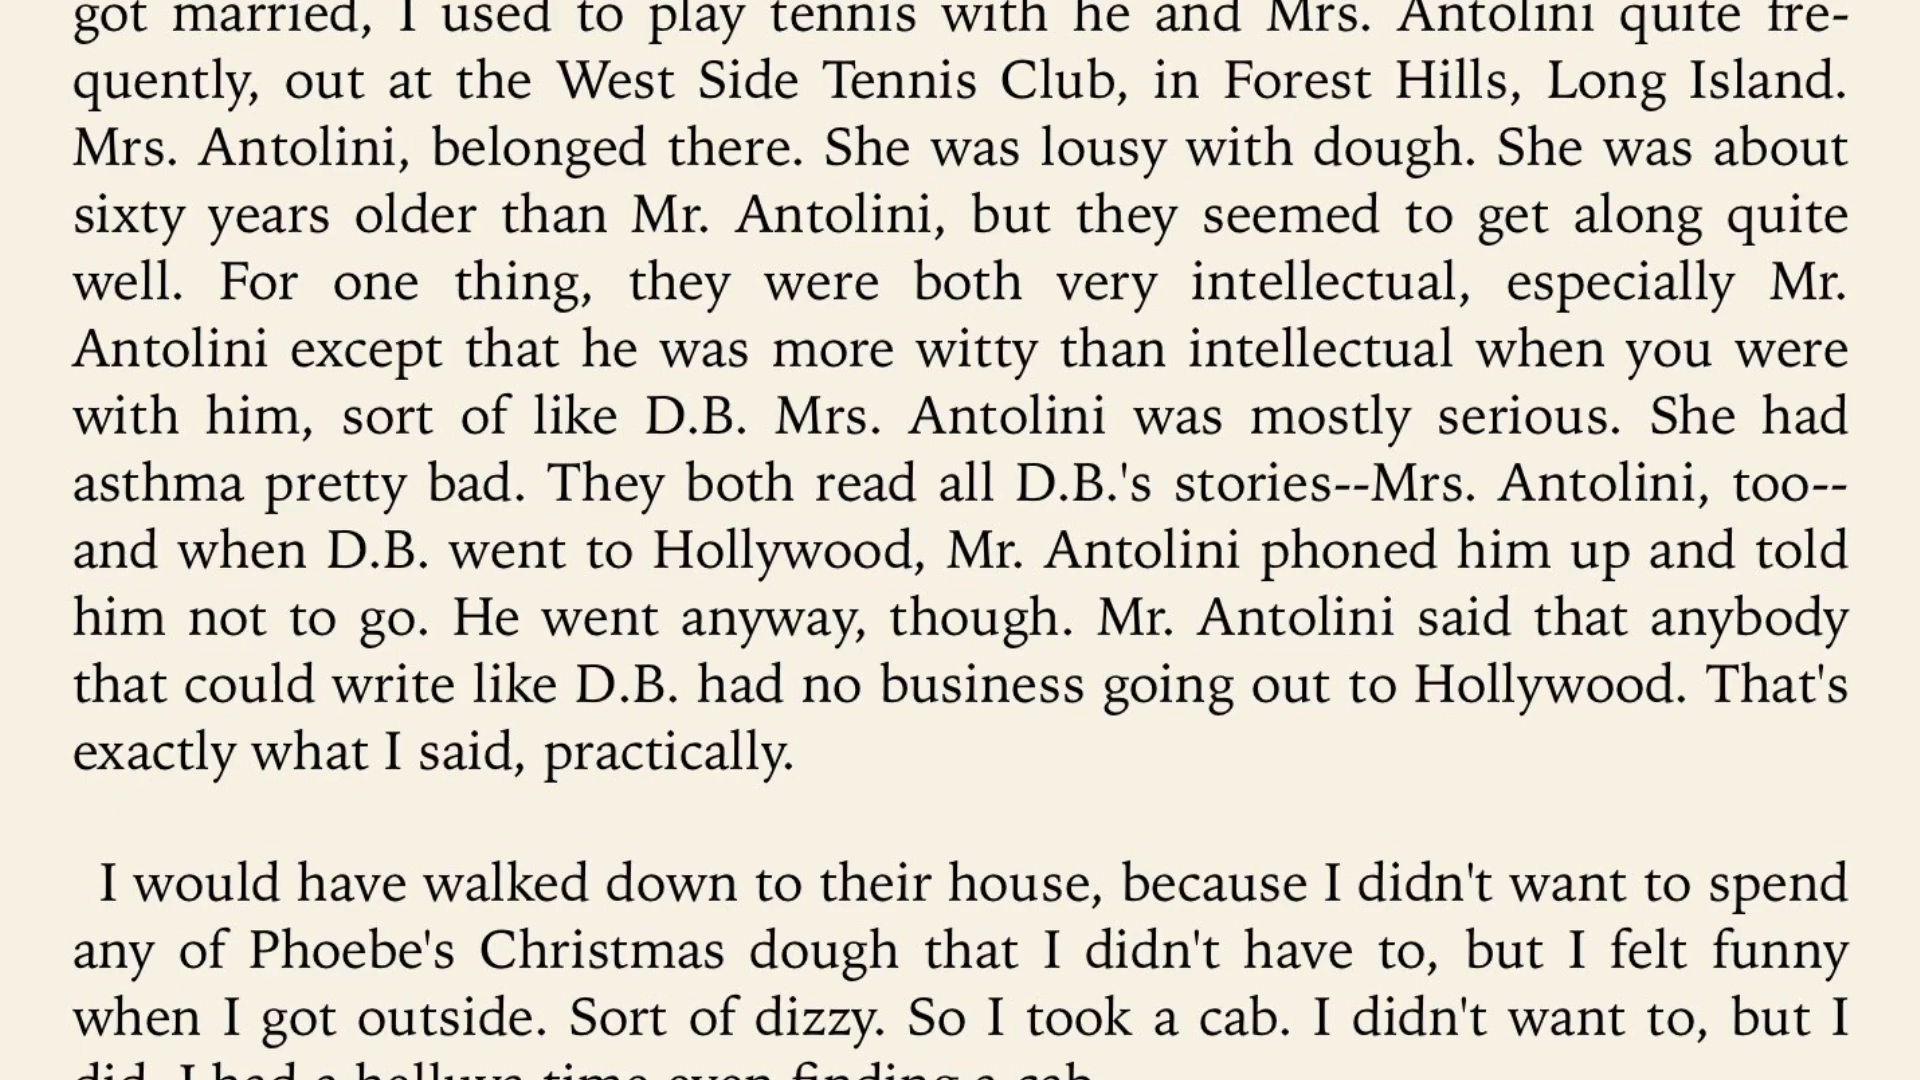 got married, I used to play tennis with he and Mrs. Antolini quite fre-
quently, out at the West Side Tennis Club, in Forest Hills, Long Island.
Mrs. Antolini, belonged there. She was lousy with dough. She was about
sixty years older than Mr. Antolini, but they seemed to get along quite
well. For one thing, they were both very intellectual, especially Mr.
Antolini except that he was more witty than intellectual when you were
with him, sort of like D.B. Mrs. Antolini was mostly serious. She had
asthma pretty bad. They both read all D.B.'s stories--Mrs. Antolini, too--
and when D.B. went to Hollywood, Mr. Antolini phoned him up and told
him not to go. He went anyway, though. Mr. Antolini said that anybody
that could write like D.B. had no business going out to Hollywood. That's
exactly what I said, practically.
I would have walked down to their house, because I didn't want to spend
any of Phoebe's Christmas dough that I didn't have to, but I felt funny
when I got outside. Sort of dizzy. So I took a cab. I didn't want to, but I
did. I had a helluva time even finding a cab.